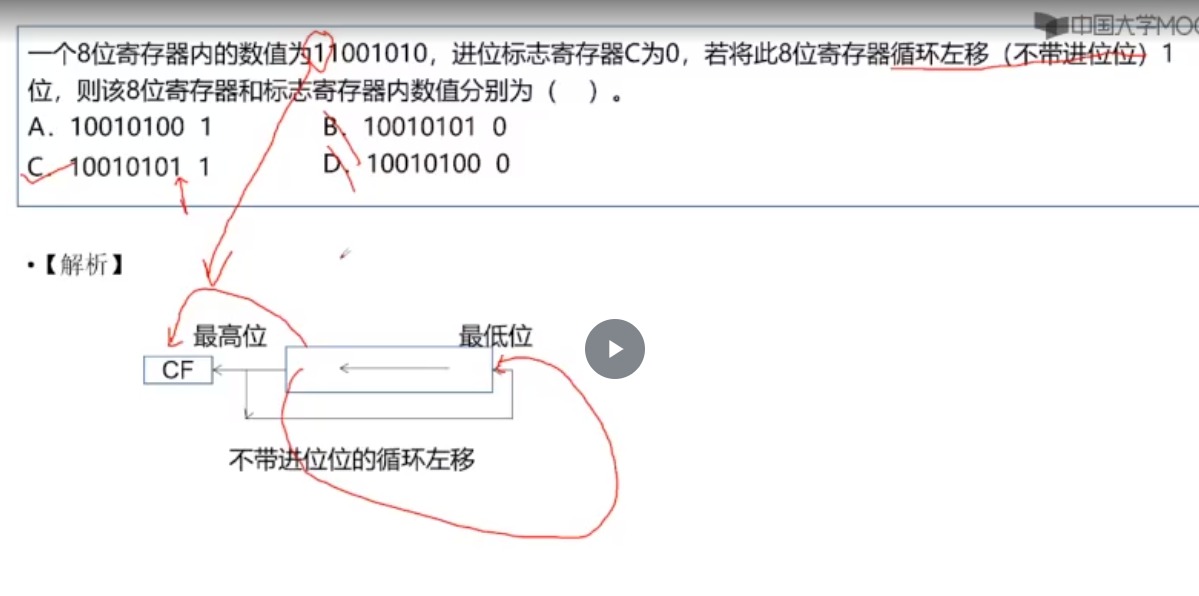 中国大学MOO
一个8位寄存器内的数值为11001010，进位标志寄存器C为0，若将此8位寄存器循环左移（不带进位位）1
位，则该8位寄存器和标志寄存器内数值分别为（ ）。
A. 10010100 1 B. 10010101 0
C. 10010101 1 D. 10010100 0
•【解析】
最高位 最低位
CF
不带进位位的循环左移